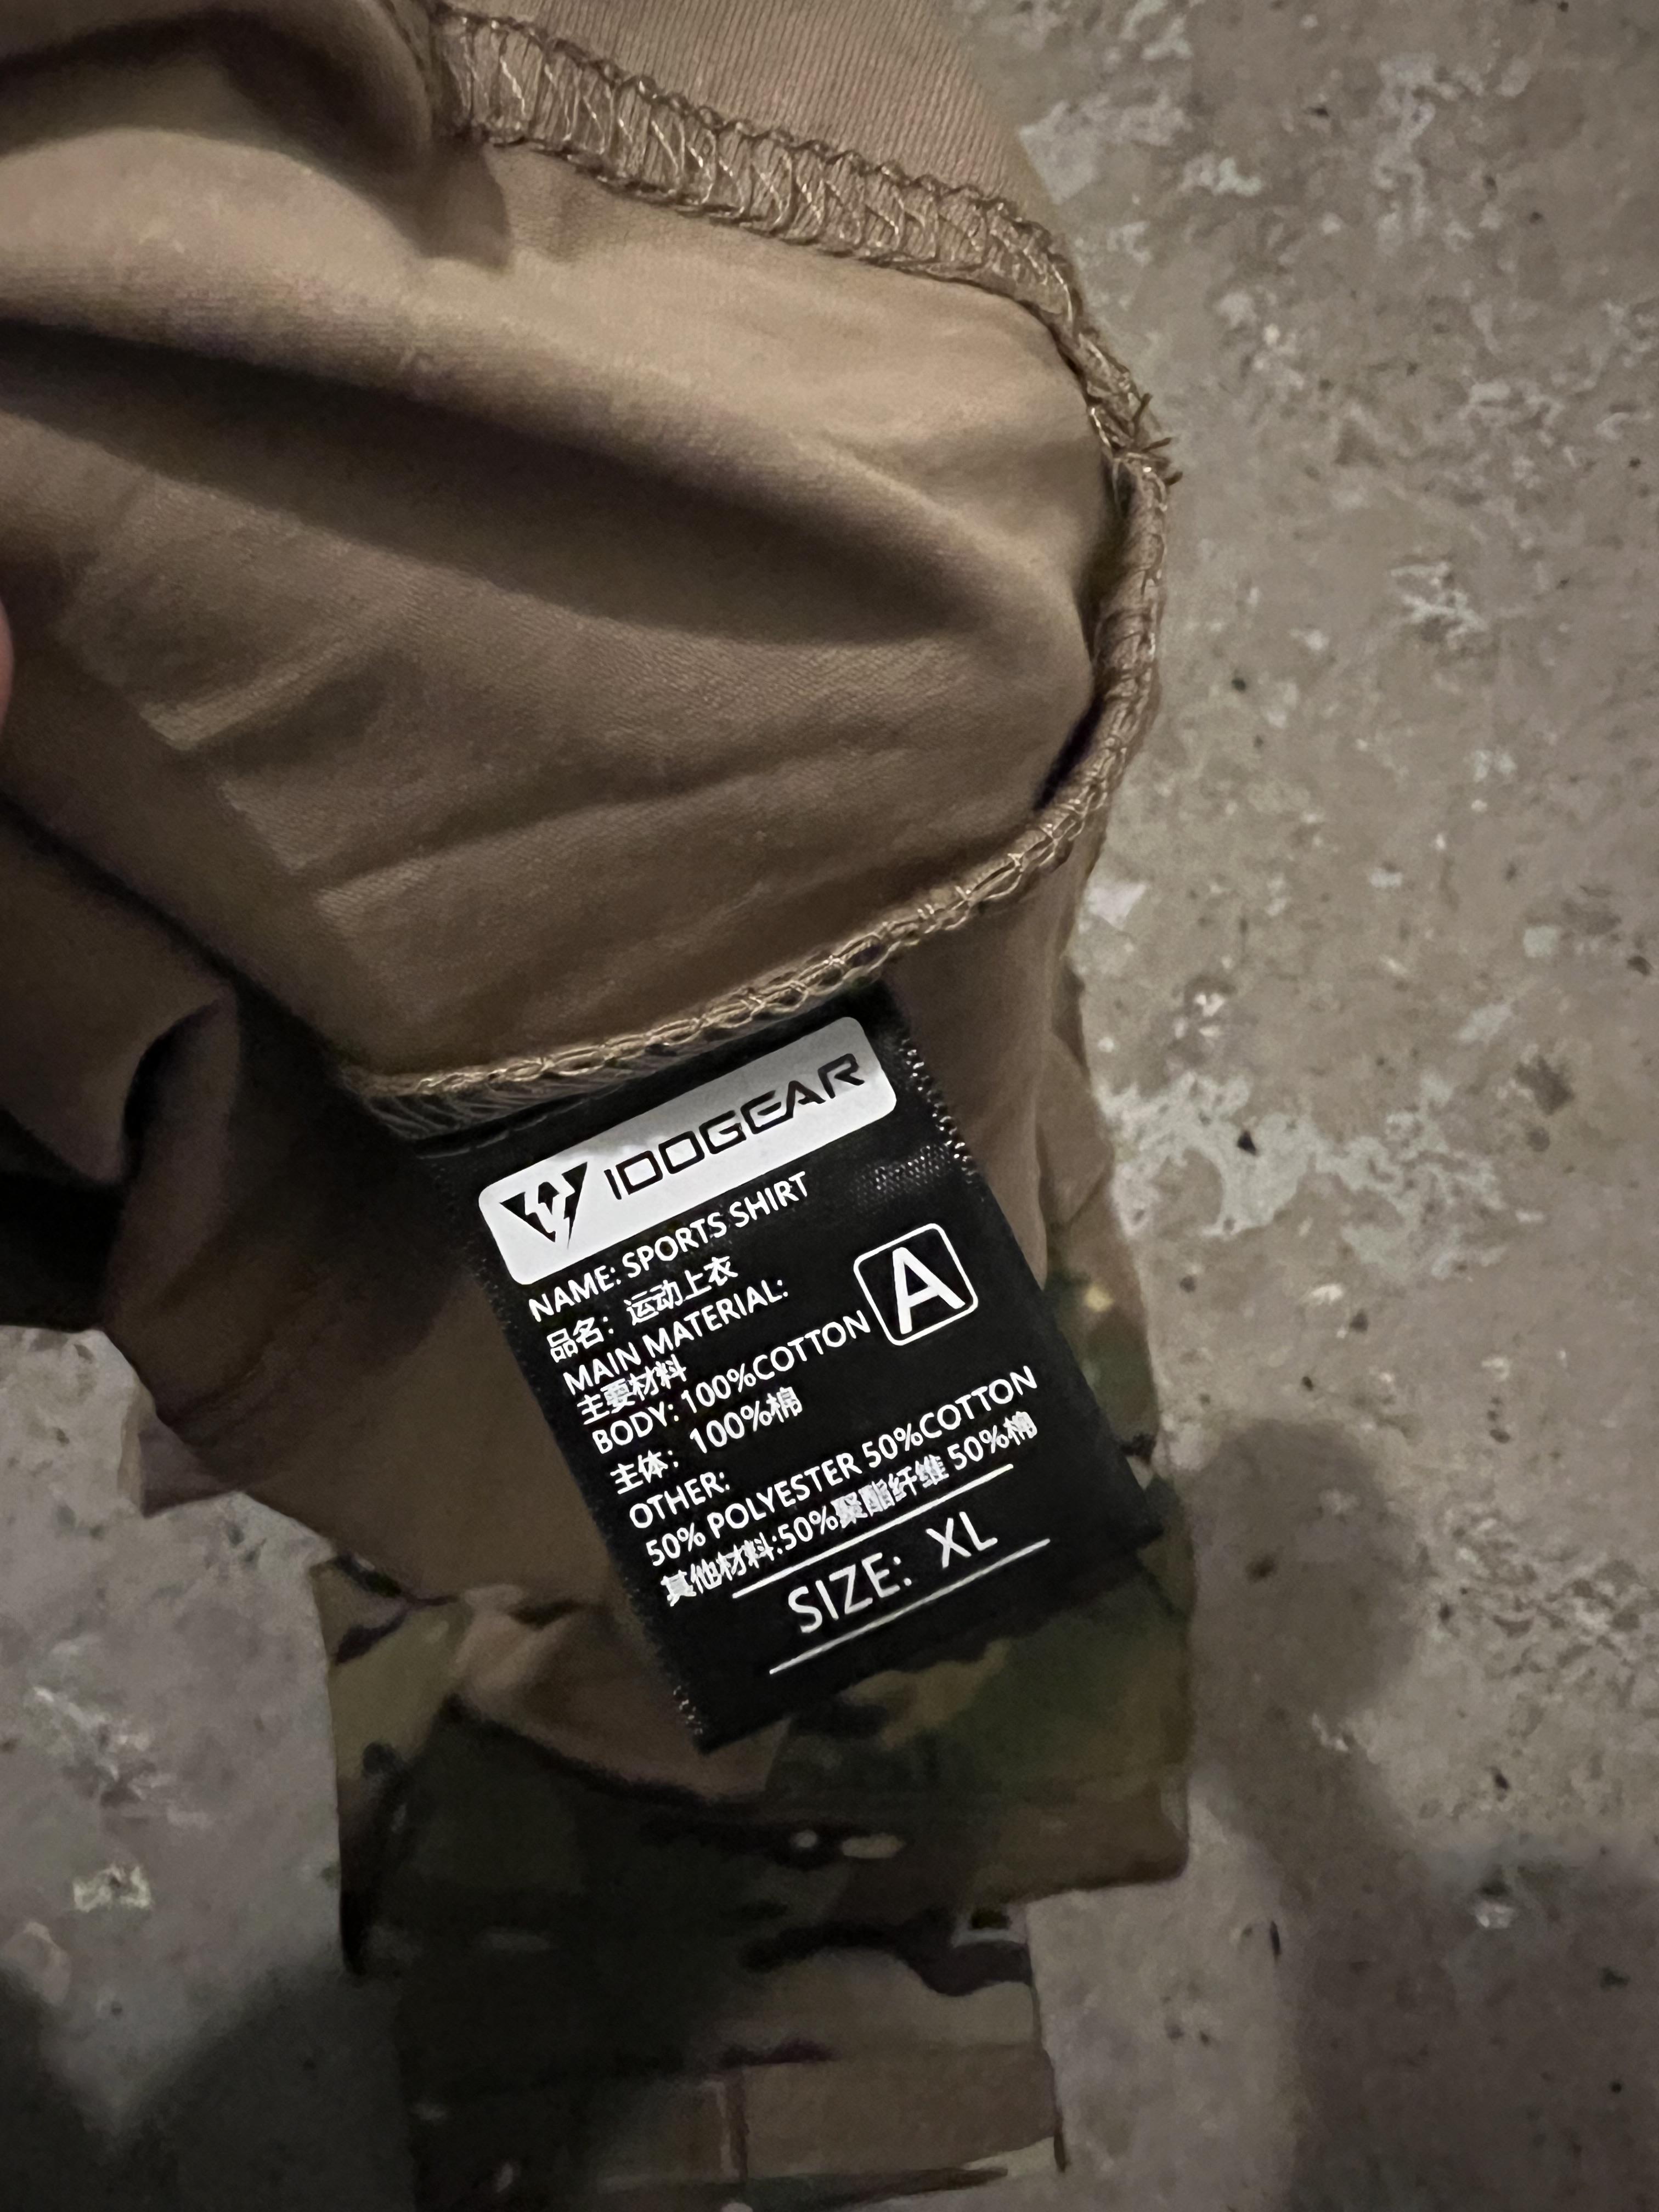 IDOGEAR
NAME: SPORTS SHIRT
品名：运动上衣
MAIN MATERIAL:
主要材料
BODY: 100%COTTON
主体：100%棉
A
OTHER:
50% POLYESTER 50%COTTON
其他材料:50%聚酯纤维 50%棉
SIZE: XL